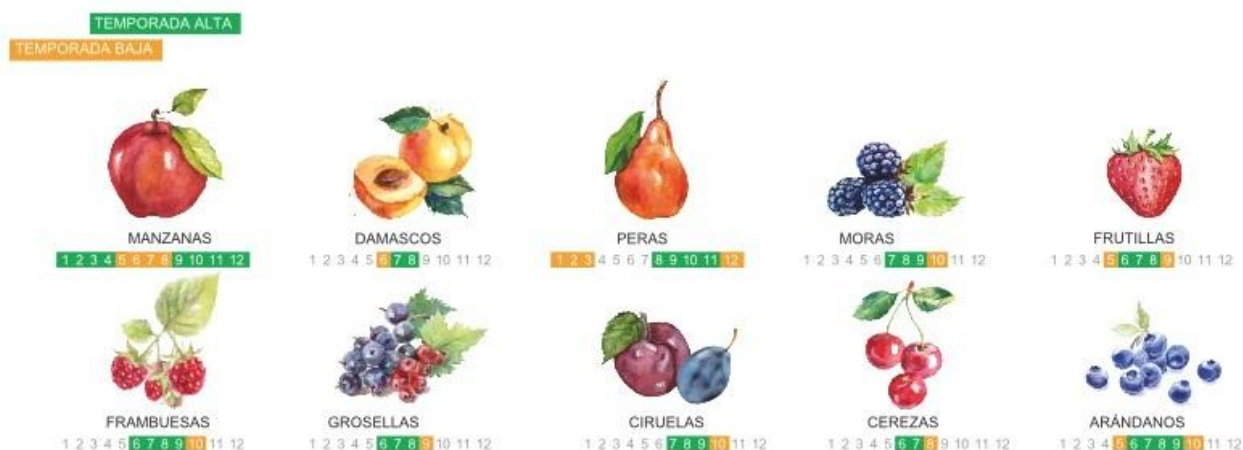 TEMPORADA ALTA
TEMPORADA BAJA
MANZANAS
1 2 3 4 5 6 7 8 9 10 11 12
DAMASCOS
1 2 3 4 5 6 7 8 9 10 11 12
PERAS
1 2 3 4 5 6 7 8 9 10 11 12
MORAS
1 2 3 4 5 6 7 8 9 10 11 12
FRUTILLAS
1 2 3 4 5 6 7 8 9 10 11 12
FRAMBUESAS
1 2 3 4 5 6 7 8 9 10 11 12
GROSELLAS
1 2 3 4 5 6 7 8 9 10 11 12
CIRUELAS
1 2 3 4 5 6 7 8 9 10 11 12
CEREZAS
1 2 3 4 5 6 7 8 9 10 11 12
ARÁNDANOS
1 2 3 4 5 6 7 8 9 10 11 12